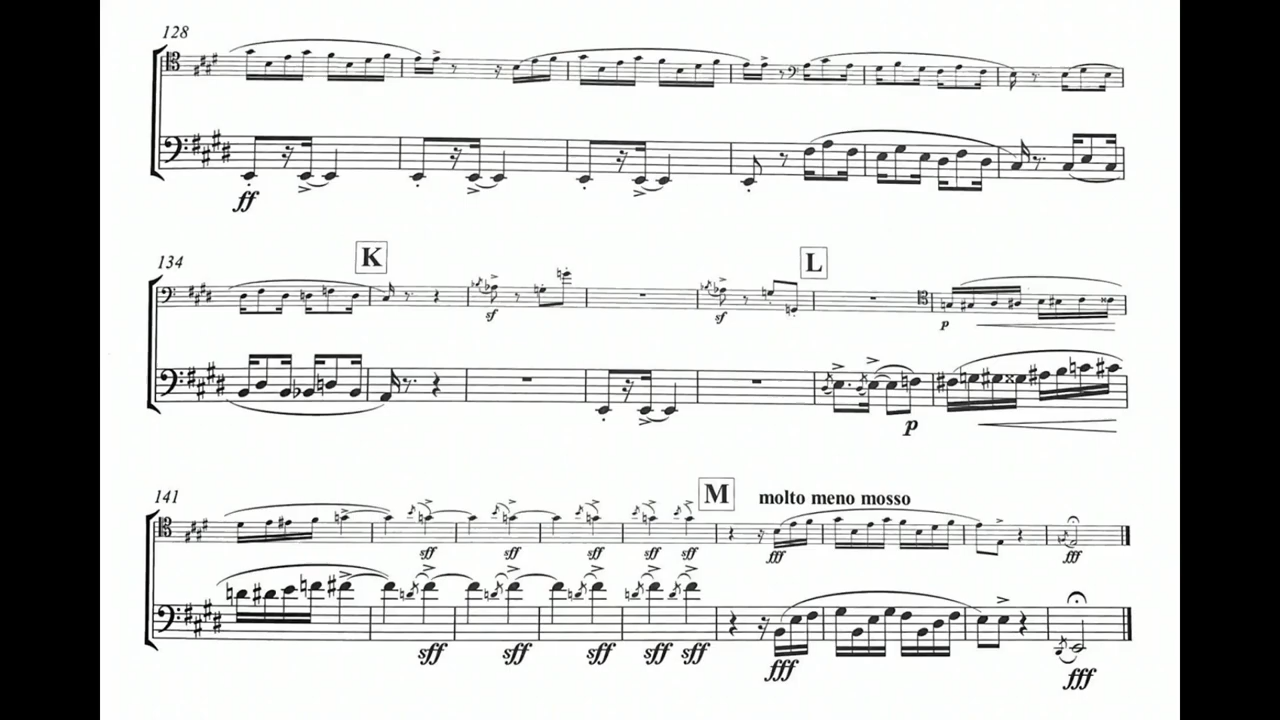 128
ff
134
K
L
sf
sf
p
p
141
M
molto meno mosso
sff sff sff sff sff
fff
fff
sff sff sff sff sff
fff
fff